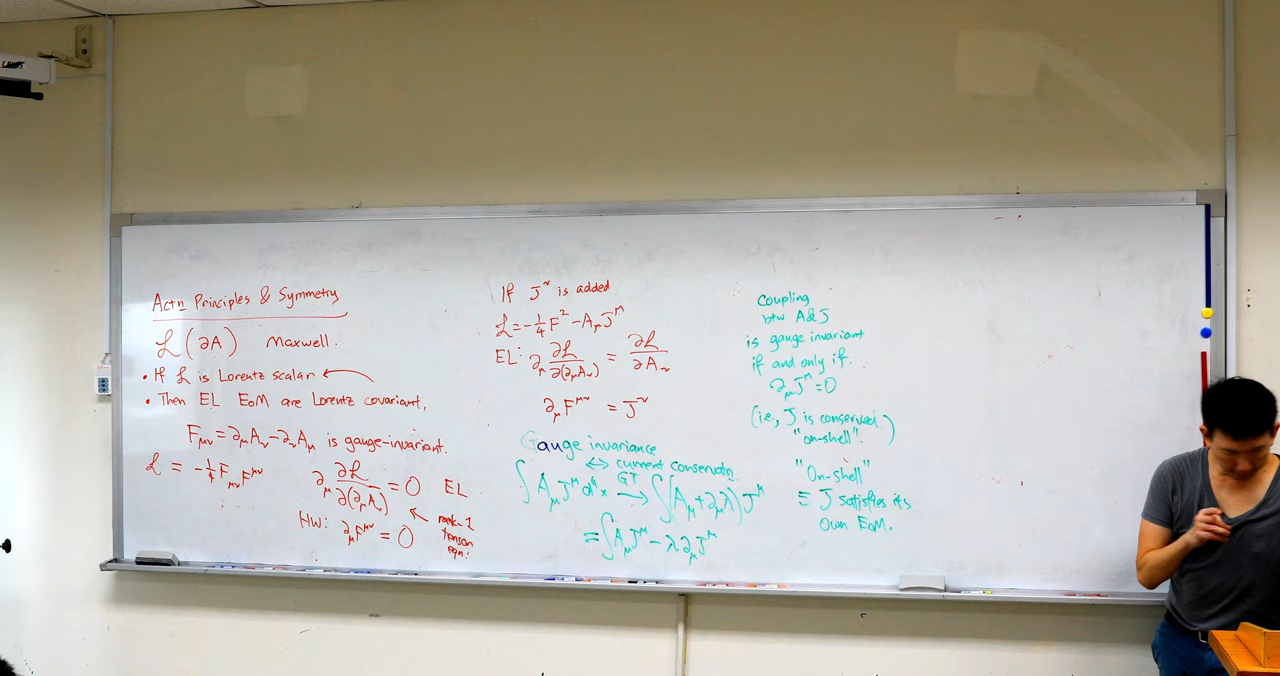 Actn Principles & Symmetry
ℒ(∂A) Maxwell.
• If ℒ is Lorentz scalar ←
• Then EL EoM are Lorentz covariant,
F_μν = ∂_μ A_ν - ∂_ν A_μ is gauge-invariant.
ℒ = -1/4 F_μν F^μν
∂_μ ∂ℒ/∂(∂_μ A_ν) = 0 EL
HW: ∂_μ F^μν = 0
rank-1
tensor
eqn.
If J^ν is added
ℒ = -1/4 F^2 - A_μ J^μ
EL: ∂_μ ∂ℒ/∂(∂_μ A_ν) = ∂ℒ/∂A_ν
∂_μ F^μν = J^ν
Gauge invariance
↔ current conservatn
∫ A_μ J^μ d^4x →^GT ∫ (A_μ + ∂_μ λ) J^μ
= ∫ A_μ J^μ - λ ∂_μ J^μ
Coupling
btw A & J
is gauge invariant
if and only if.
∂_μ J^μ = 0
(i.e., J is conserved
"on-shell".)
"On-shell"
≡ J satisfies its
own EoM.